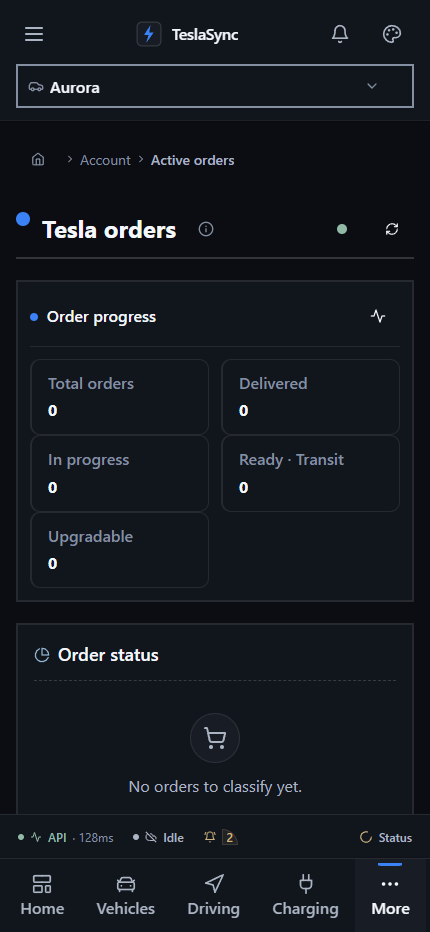 TeslaSync
Aurora
Account
Active orders
Tesla orders
Order progress
Total orders
0
Delivered
0
In progress
0
Ready · Transit
0
Upgradable
0
Order status
No orders to classify yet.
API · 128ms
Idle
2
Status
Home
Vehicles
Driving
Charging
More